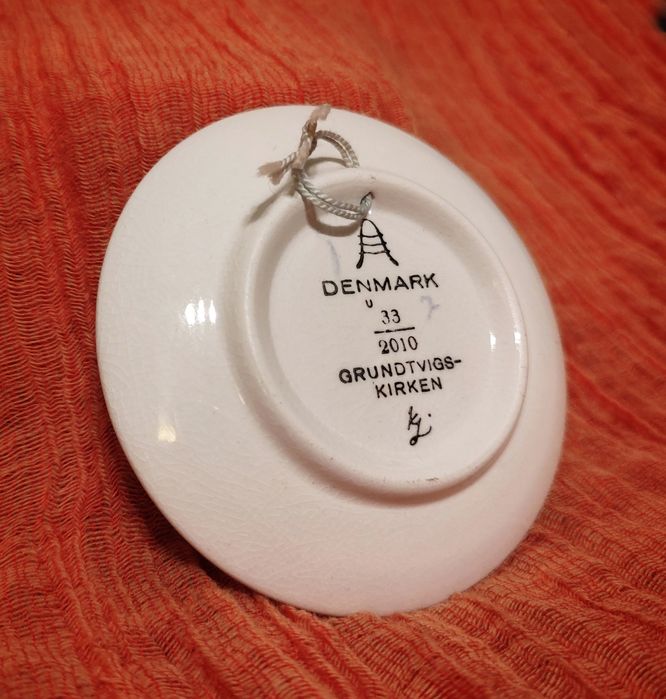 DENMARK
u
33
2010
GRUNDTVIGS-
KIRKEN